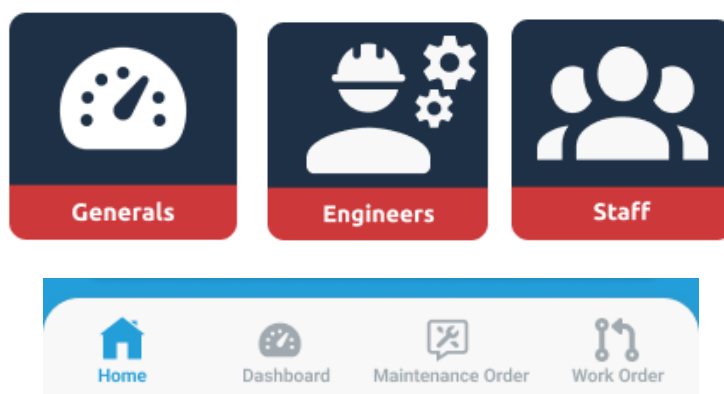 Generals
Engineers
Staff
Home
Dashboard
Maintenance Order
Work Order